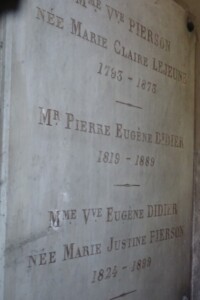 Mme Vve PIERSON
NÉE MARIE CLAIRE LEJEUNE
1793 - 1873
MR PIERRE EUGÈNE DIDIER
1819 - 1889
MME VVE EUGÈNE DIDIER
NÉE MARIE JUSTINE PIERSON
1824 - 1899